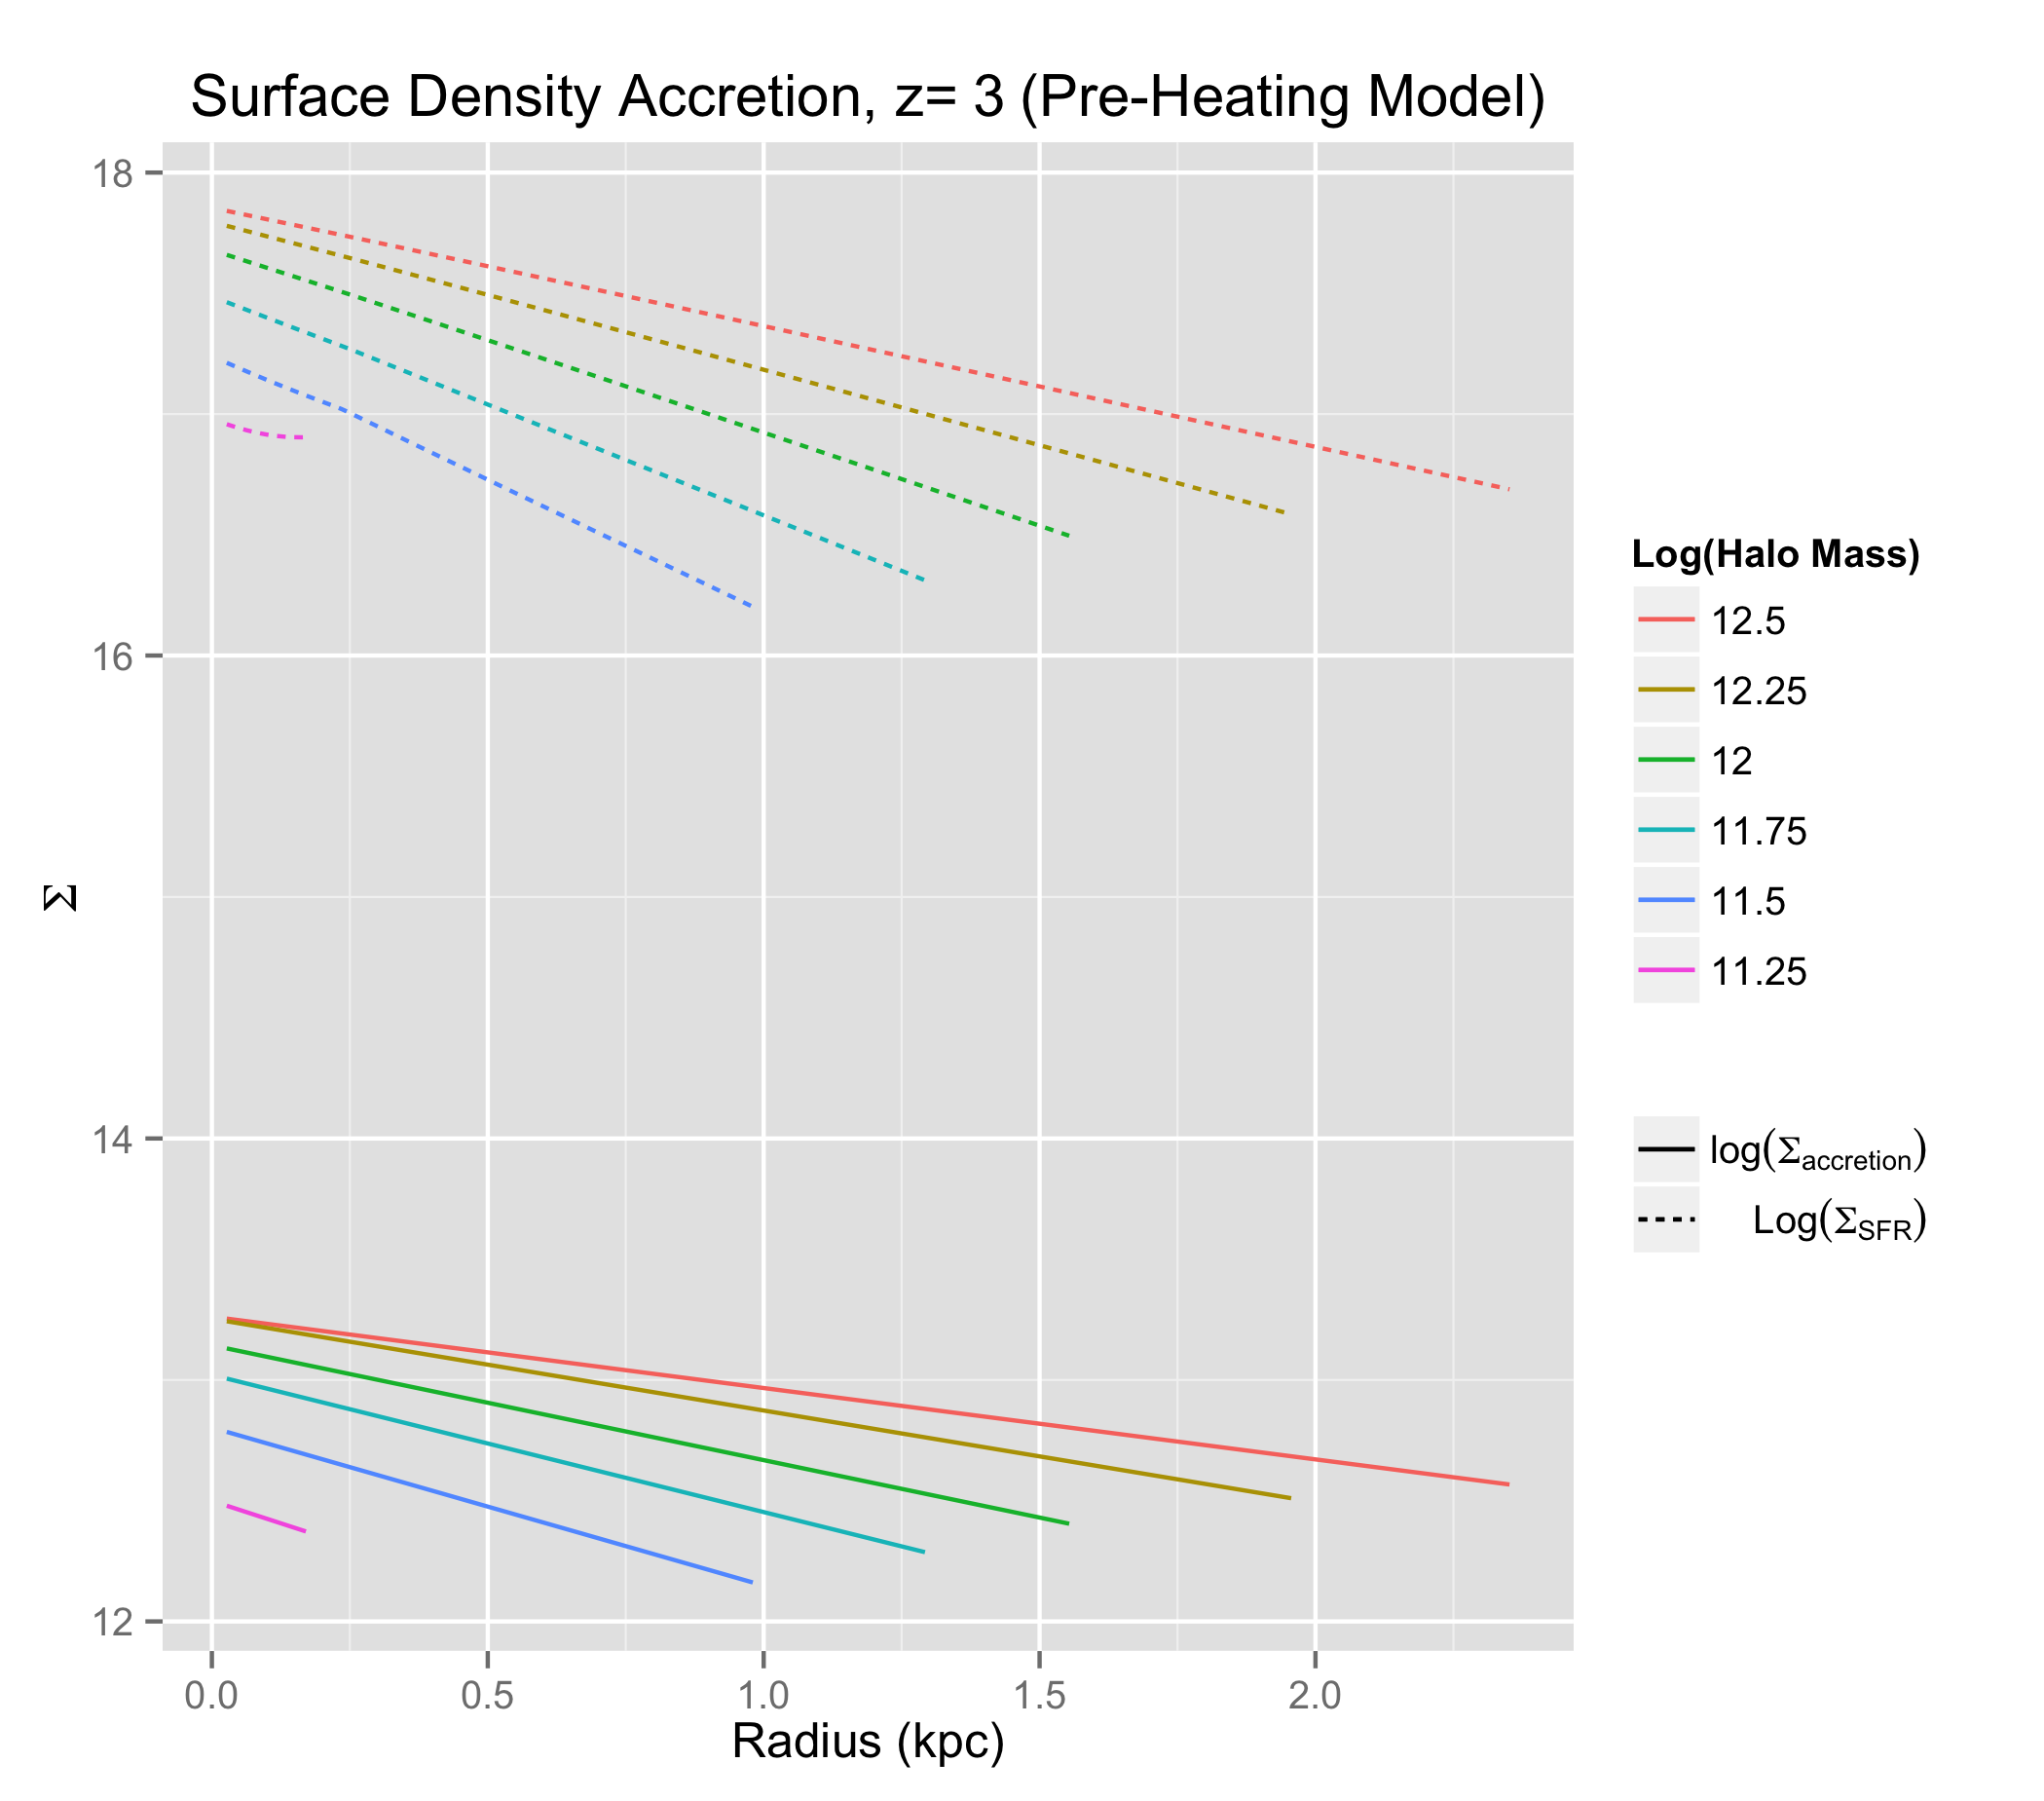 Surface Density Accretion, z= 3 (Pre-Heating Model)
18
16
14
12
Σ
0.0 0.5 1.0 1.5 2.0
Radius (kpc)
Log(Halo Mass)
12.5
12.25
12
11.75
11.5
11.25
log(Σaccretion)
Log(ΣSFR)